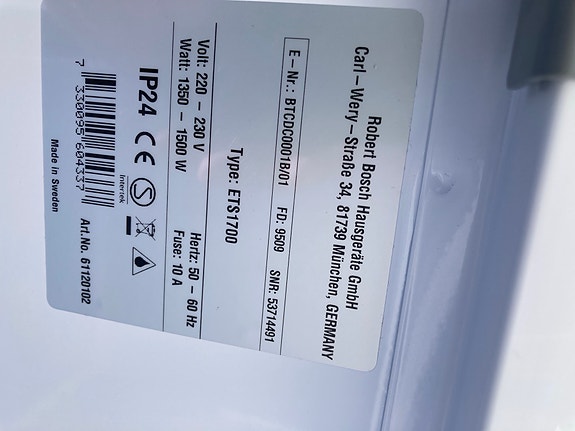 Robert Bosch Hausgeräte GmbH
Carl – Wery – Straße 34, 81739 München, GERMANY
E – Nr.: BTCDC0001B/01 FD: 9509 SNR: 53714491
Type: ETS1700
Volt: 220 – 230 V Hertz: 50 – 60 Hz
Watt: 1350 – 1500 W Fuse: 10 A
IP24 CE S
Intertek
7 330095 604337 Art.No. 61120102
Made in Sweden